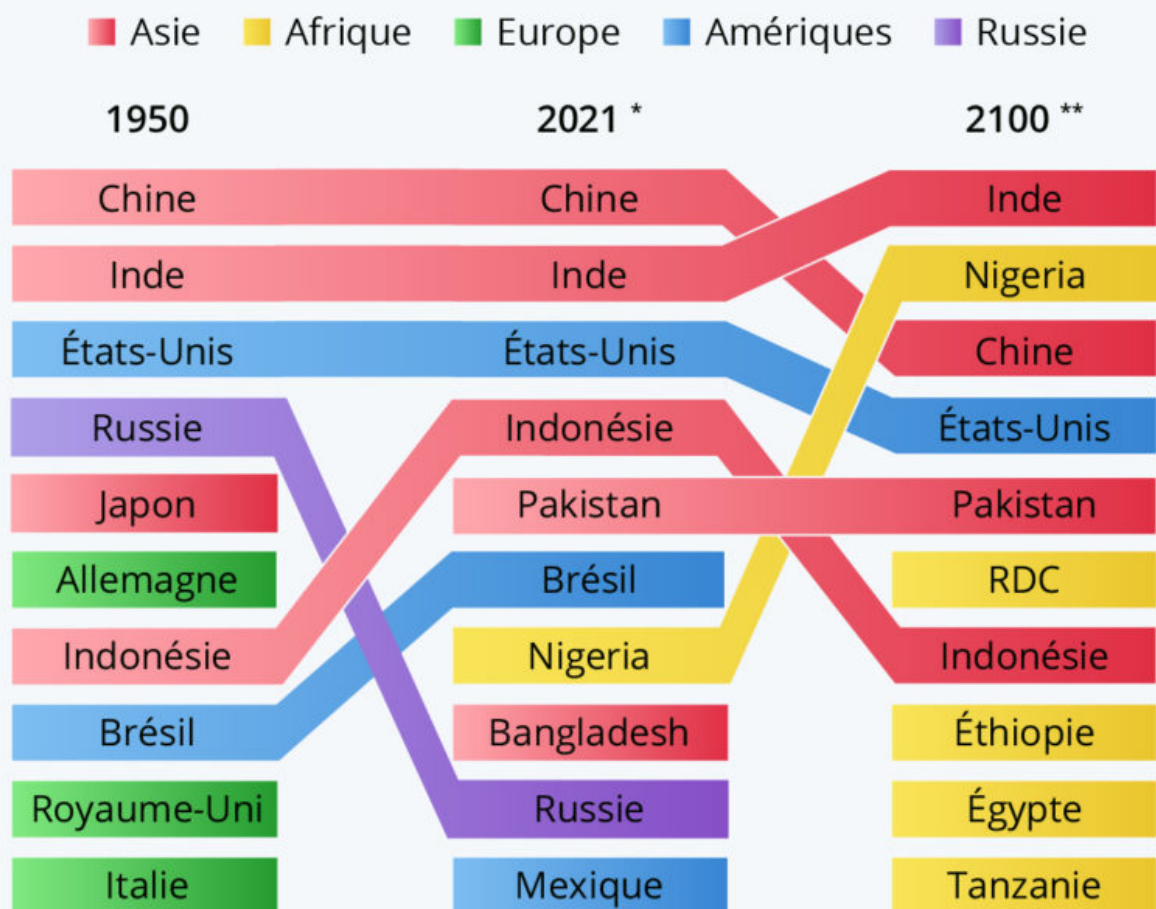 Asie Afrique Europe Amériques Russie
1950 2021 * 2100 **
Chine Chine Inde
Inde Inde Nigeria
États-Unis États-Unis Chine
Russie Indonésie États-Unis
Japon Pakistan Pakistan
Allemagne Brésil RDC
Indonésie Nigeria Indonésie
Brésil Bangladesh Éthiopie
Royaume-Uni Russie Égypte
Italie Mexique Tanzanie